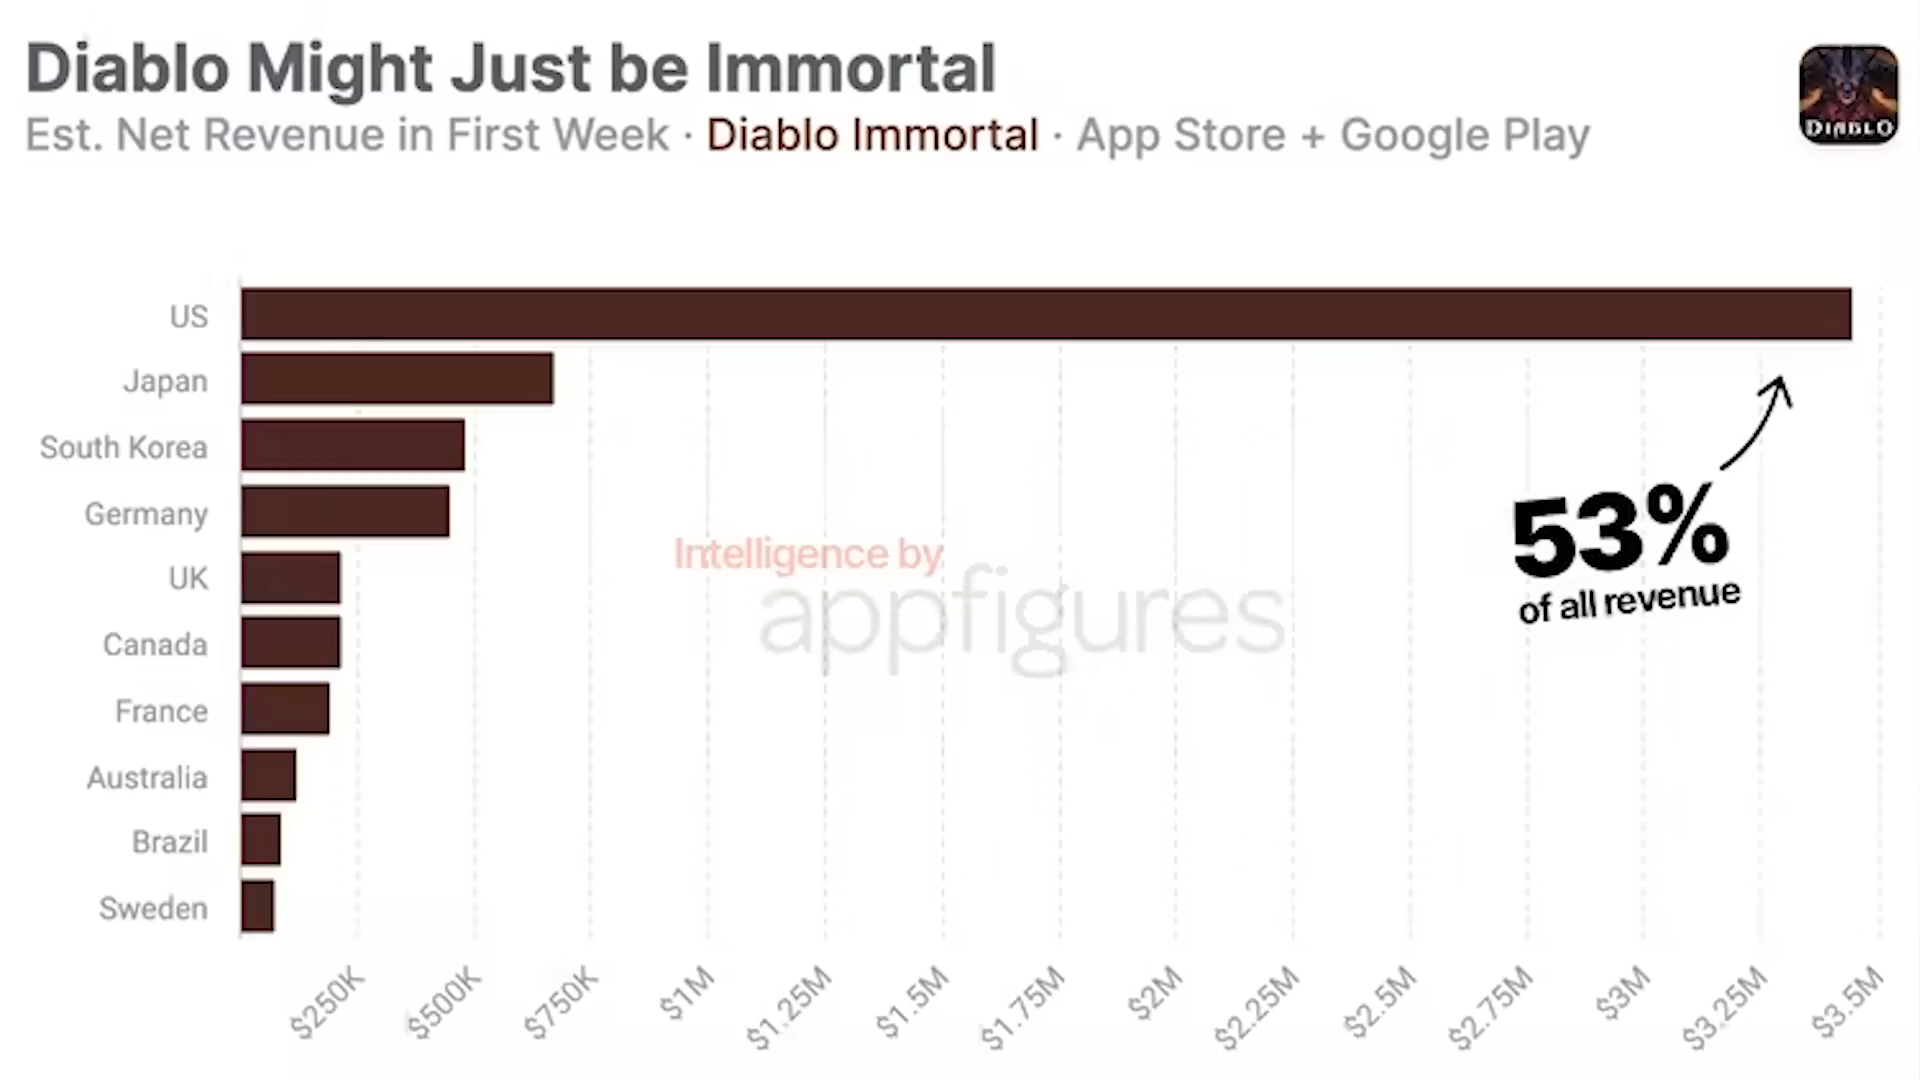 Diablo Might Just be Immortal
Est. Net Revenue in First Week · Diablo Immortal · App Store + Google Play
DIABLO
US
Japan
South Korea
Germany
UK
Canada
France
Australia
Brazil
Sweden
Intelligence by
appfigures
53%
of all revenue
$250K
$500K
$750K
$1M
$1.25M
$1.5M
$1.75M
$2M
$2.25M
$2.5M
$2.75M
$3M
$3.25M
$3.5M